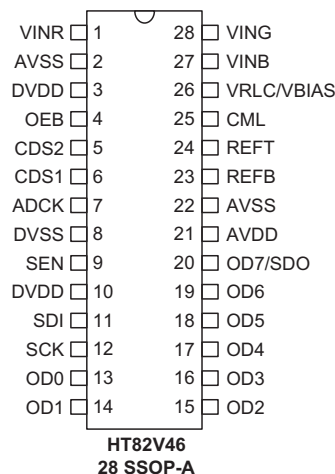 VINR 1 28 VING
AVSS 2 27 VINB
DVDD 3 26 VRLC/VBIAS
OEB 4 25 CML
CDS2 5 24 REFT
CDS1 6 23 REFB
ADCK 7 22 AVSS
DVSS 8 21 AVDD
SEN 9 20 OD7/SDO
DVDD 10 19 OD6
SDI 11 18 OD5
SCK 12 17 OD4
OD0 13 16 OD3
OD1 14 15 OD2
HT82V46
28 SSOP-A